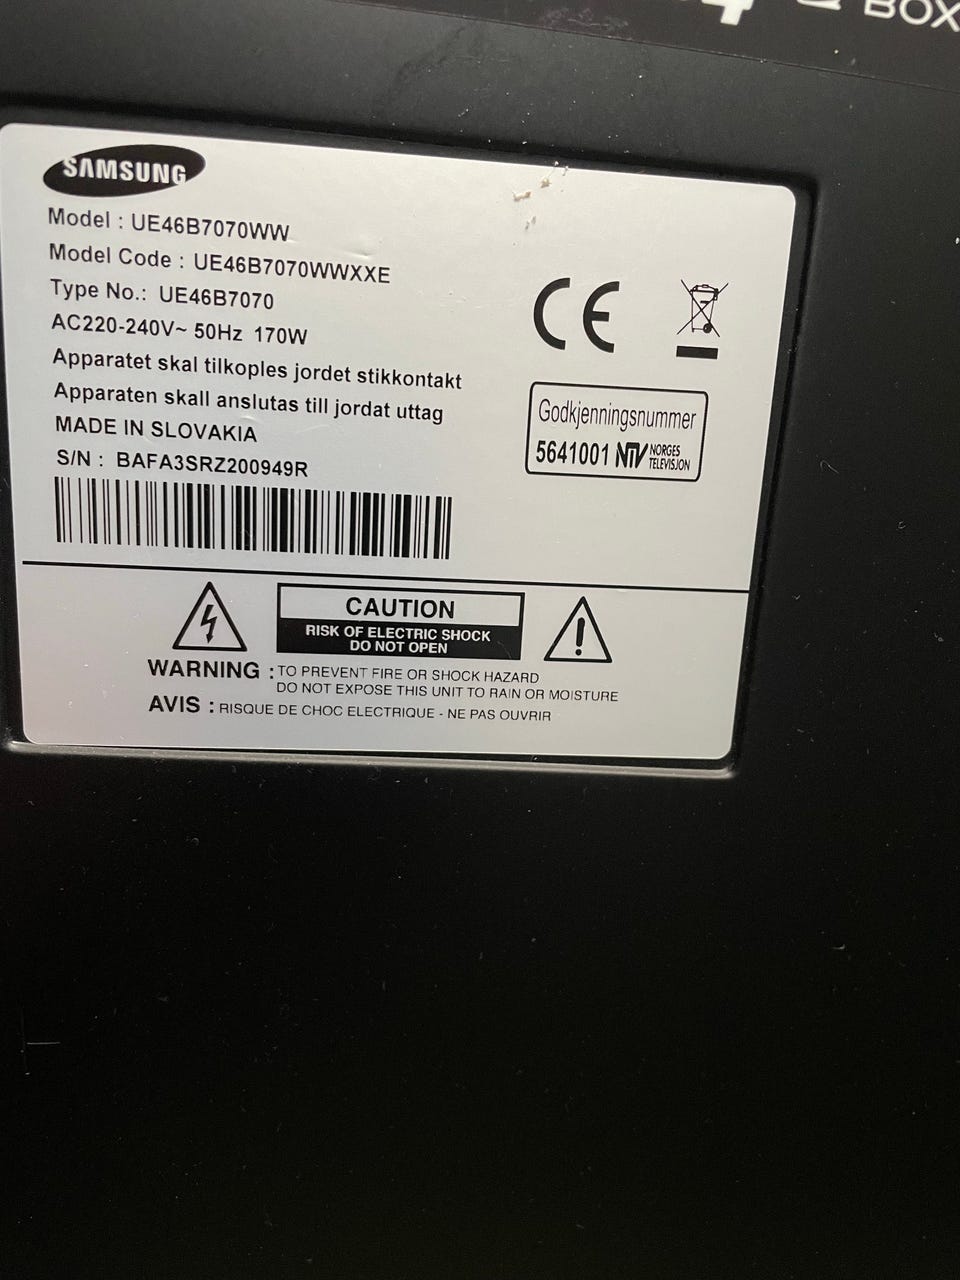 BOX
SAMSUNG
Model : UE46B7070WW
Model Code : UE46B7070WWXXE
Type No.: UE46B7070
AC220-240V~ 50Hz 170W
Apparatet skal tilkoples jordet stikkontakt
Apparaten skall anslutas till jordat uttag
MADE IN SLOVAKIA
S/N : BAFA3SRZ200949R
CE
Godkjenningsnummer
5641001 NTV NORGES
TELEVISJON
CAUTION
RISK OF ELECTRIC SHOCK
DO NOT OPEN
WARNING : TO PREVENT FIRE OR SHOCK HAZARD
DO NOT EXPOSE THIS UNIT TO RAIN OR MOISTURE
AVIS : RISQUE DE CHOC ELECTRIQUE - NE PAS OUVRIR